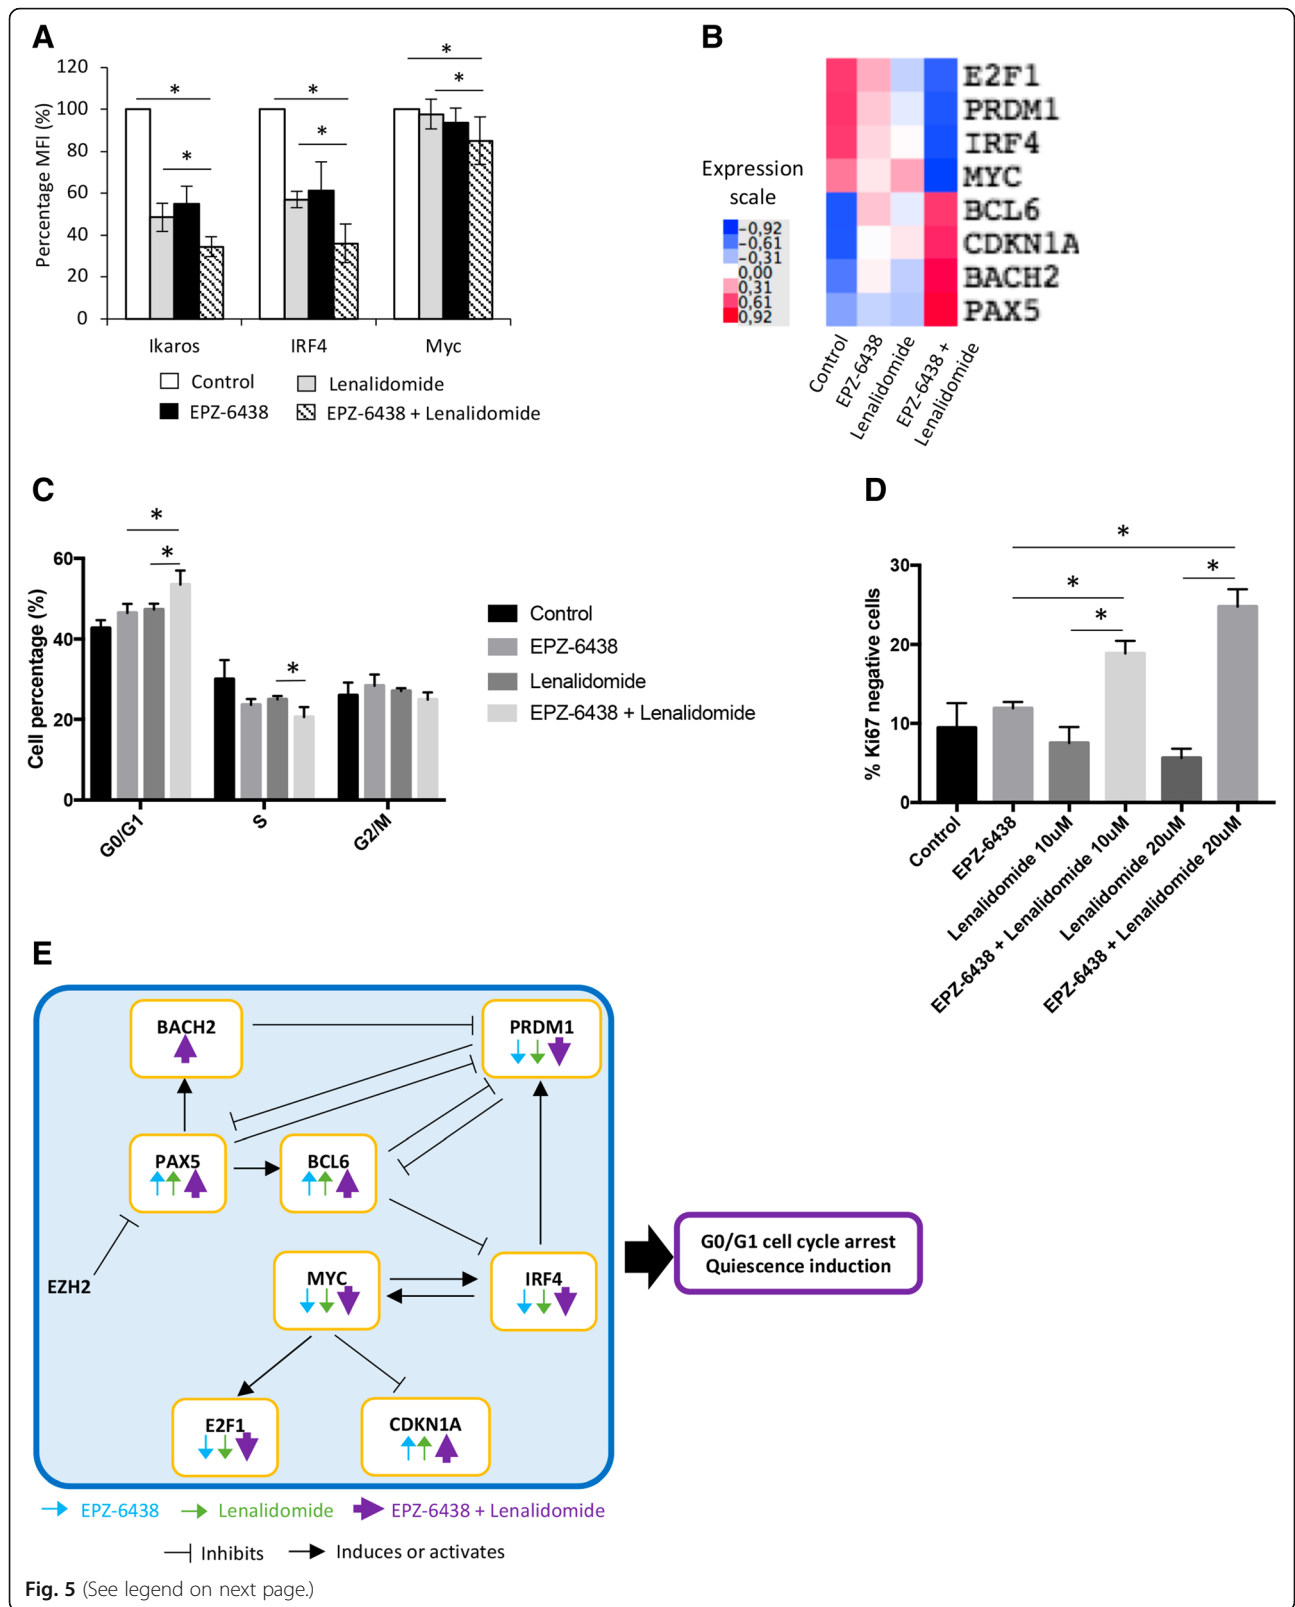 A
Percentage MFI (%)
120
100
80
60
40
20
0
* * * * * *
Ikaros IRF4 Myc
Control Lenalidomide
EPZ-6438 EPZ-6438 + Lenalidomide
B
Expression
scale
-0,92
-0,61
-0,31
0,00
0,31
0,61
0,92
E2F1
PRDM1
IRF4
MYC
BCL6
CDKN1A
BACH2
PAX5
Control
EPZ-6438
Lenalidomide
EPZ-6438 +
Lenalidomide
C
Cell percentage (%)
60
40
20
0
* * *
G0/G1 S G2/M
Control
EPZ-6438
Lenalidomide
EPZ-6438 + Lenalidomide
D
% Ki67 negative cells
30
20
10
0
* * * *
Control
EPZ-6438
Lenalidomide 10uM
EPZ-6438 + Lenalidomide 10uM
Lenalidomide 20uM
EPZ-6438 + Lenalidomide 20uM
E
BACH2 PRDM1
PAX5 BCL6
EZH2
MYC IRF4
E2F1 CDKN1A
G0/G1 cell cycle arrest
Quiescence induction
EPZ-6438 Lenalidomide EPZ-6438 + Lenalidomide
Inhibits Induces or activates
Fig. 5 (See legend on next page.)